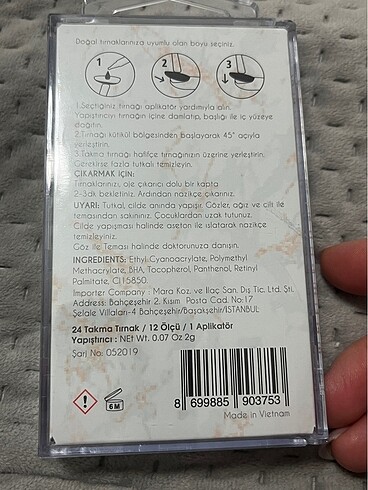 Doğal tırnaklarınıza uyumlu olan boyu seçiniz.
1 2 3
1.Seçtiğiniz tırnağı aplikatör yardımıyla alın.
Yapıştırıcıyı tırnağın içine damlatıp, başlığı ile iç yüzeye
dağıtın.
2.Tırnağı kütikül bölgesinden başlayarak 45° açıyla
yerleştirin.
3.Takma tırnağı hafifçe tırnağınızın üzerine yerleştirin.
Gerekirse fazla tutkalı temizleyin.
ÇIKARMAK İÇİN:
Tırnaklarınızı, oje çıkarıcı dolu bir kapta
2-3dk bekletiniz. Ardından nazikçe çıkarınız.
UYARI: Tutkal, cilde anında yapışır. Gözler, ağız ve cilt ile
temasından sakınınız. Çocuklardan uzak tutunuz.
Cilde yapışması halinde aseton ile ıslatarak nazikçe
temizleyiniz.
Göz ile Teması halinde doktorunuza danışın.
INGREDIENTS: Ethyl Cyanoacrylate, Polymethyl
Methacrylate, BHA, Tocopherol, Panthenol, Retinyl
Palmitate, CI 15850.
Importer Company : Mara Koz. ve İlaç San. Dış Tic. Ltd. Şti.
Address: Bahçeşehir 2. Kısım Posta Cad. No:17
Şelale Villaları-4 Bahçeşehir/Başakşehir/İSTANBUL
24 Takma Tırnak / 12 Ölçü / 1 Aplikatör
Yapıştırıcı : NEt Wt. 0.07 Oz 2g
Şarj No: 052019
6M
8 699885 903753
Made in Vietnam